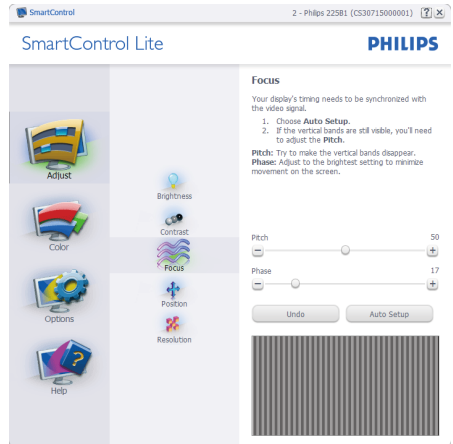 SmartControl
2 - Philips 225B1 (CS30715000001)
?
SmartControl Lite
PHILIPS
Adjust
Color
Options
Help
Brightness
Contrast
Focus
Position
Resolution
Focus
Your display's timing needs to be synchronized with
the video signal.
1. Choose Auto Setup.
2. If the vertical bands are still visible, you'll need
to adjust the Pitch.
Pitch: Try to make the vertical bands disappear.
Phase: Adjust to the brightest setting to minimize
movement on the screen.
Pitch 50
Phase 17
Undo Auto Setup